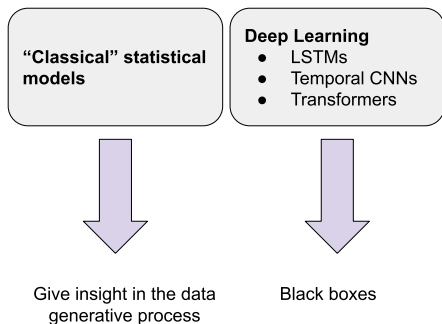 “Classical” statistical
models
Deep Learning
● LSTMs
● Temporal CNNs
● Transformers
Give insight in the data
generative process
Black boxes